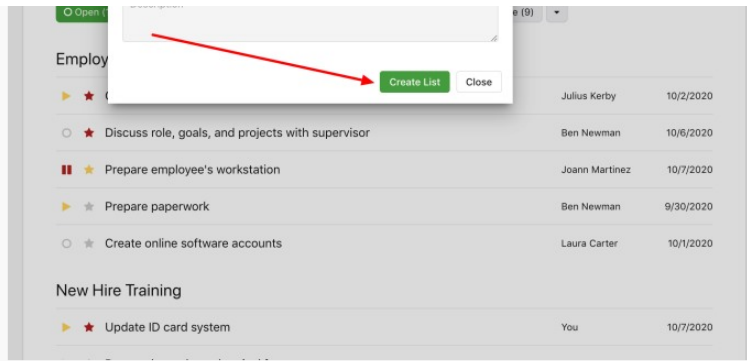 Open (
Description
e (9)
Employ
Create List
Close
Julius Kerby 10/2/2020
Discuss role, goals, and projects with supervisor Ben Newman 10/6/2020
Prepare employee's workstation Joann Martinez 10/7/2020
Prepare paperwork Ben Newman 9/30/2020
Create online software accounts Laura Carter 10/1/2020
New Hire Training
Update ID card system You 10/7/2020